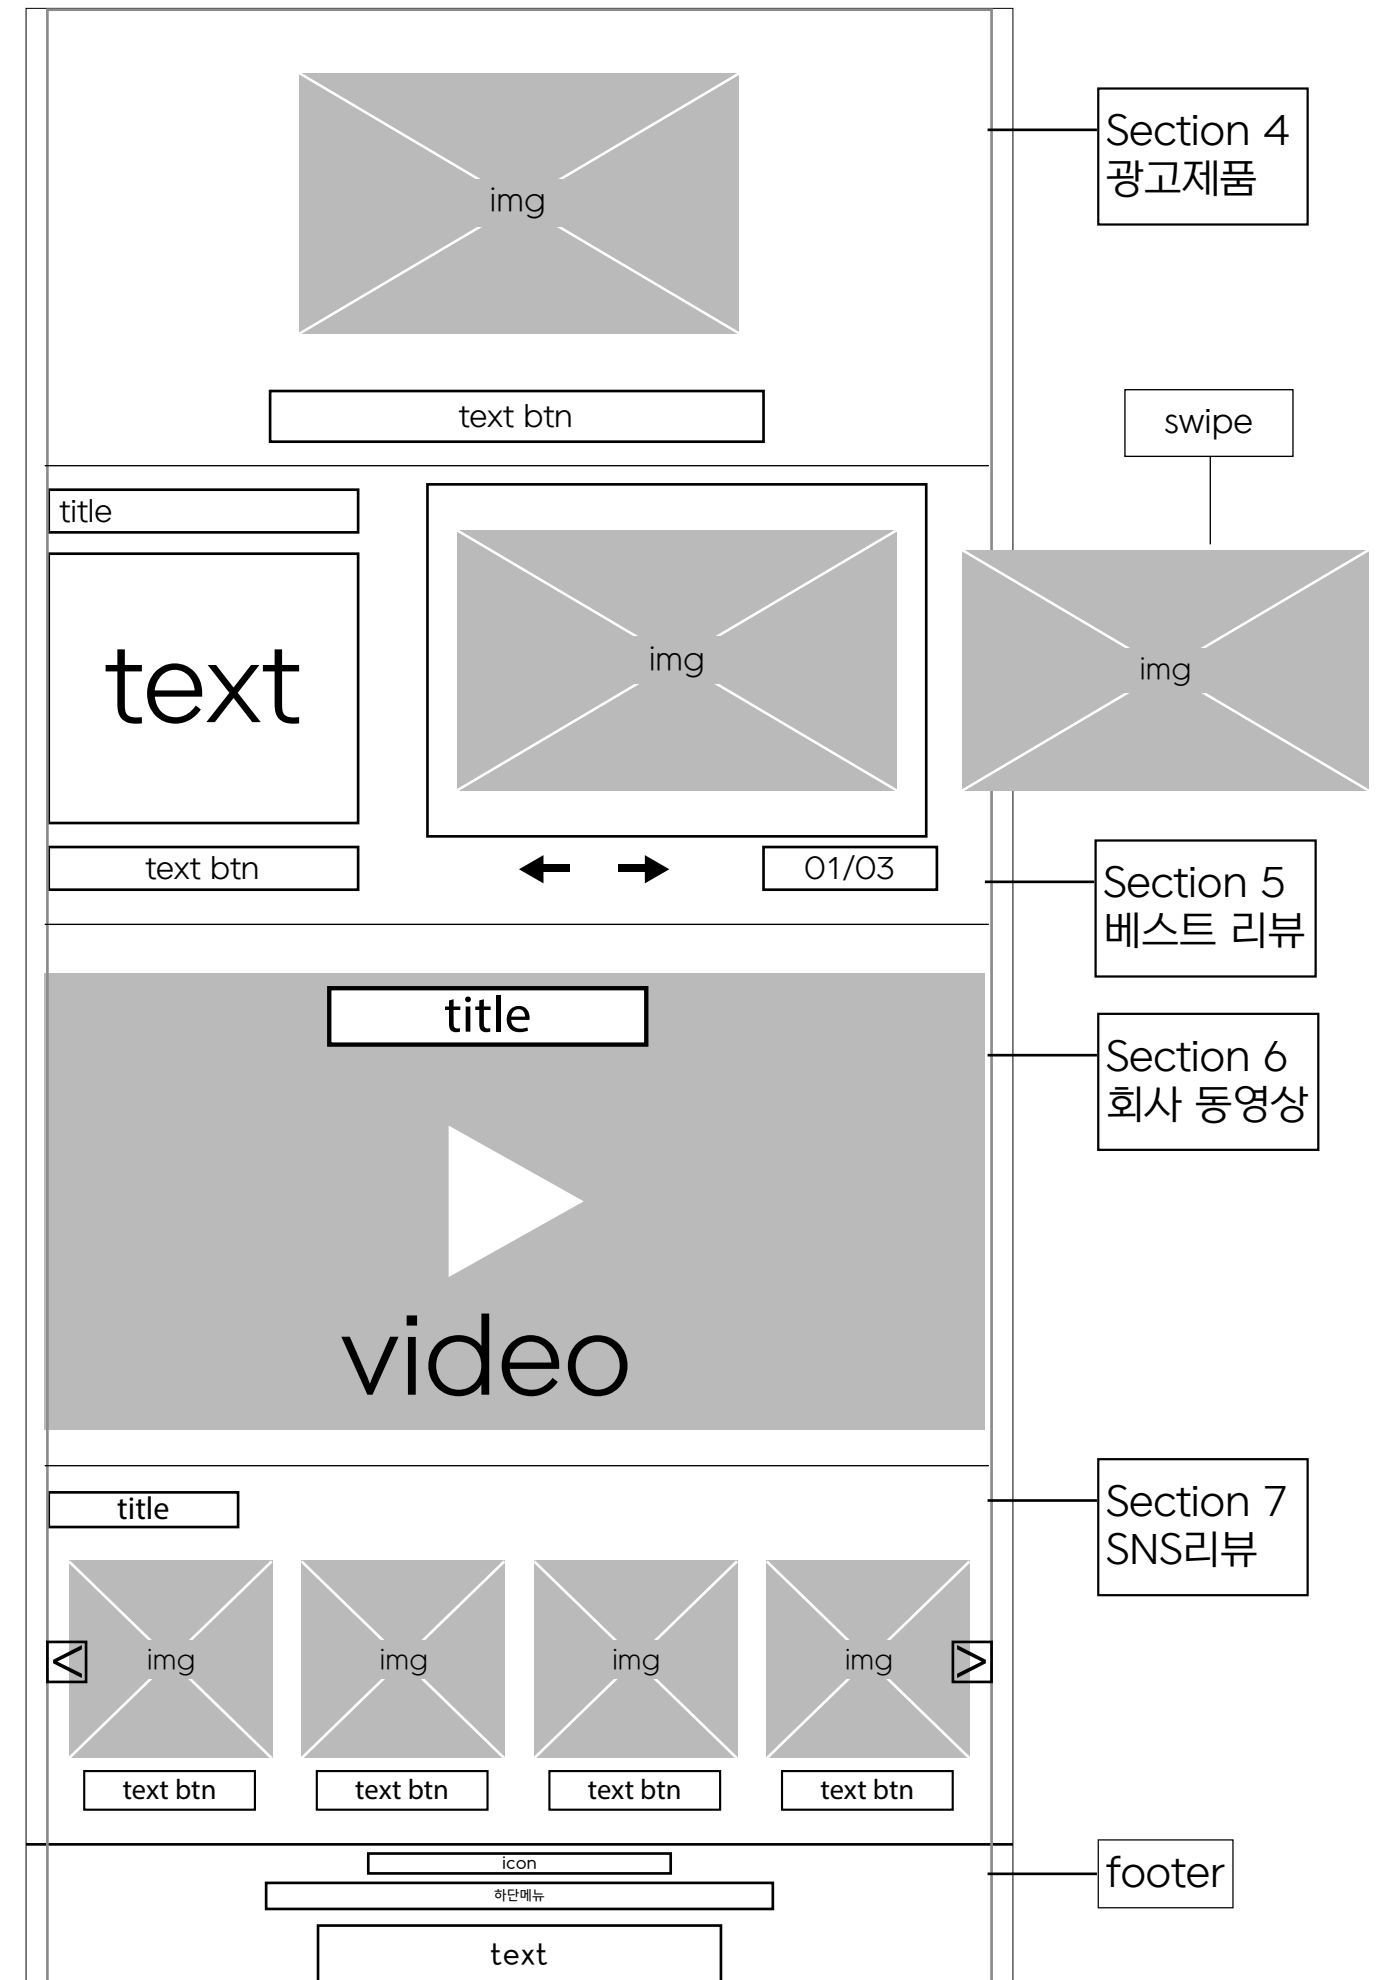 img
Section 4
광고제품
text btn
swipe
title
text
img
img
text btn
01/03
Section 5
베스트 리뷰
title
video
Section 6
회사 동영상
title
Section 7
SNS리뷰
<
img
img
img
img
>
text btn
text btn
text btn
text btn
icon
하단메뉴
text
footer